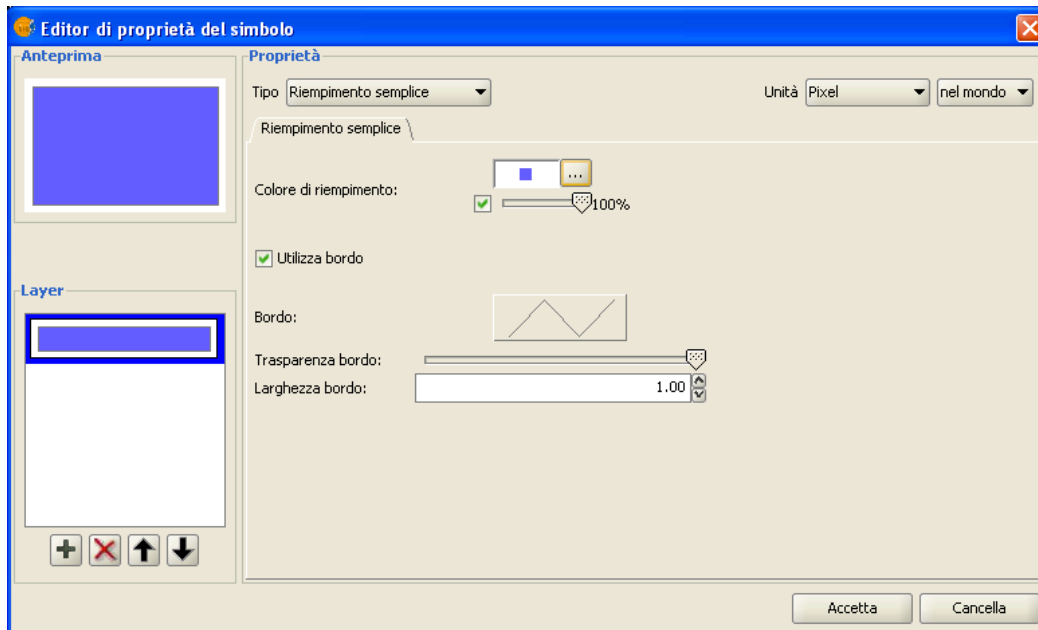 Editor di proprietà del simbolo
Anteprima
Proprietà
Tipo Riempimento semplice
Unità Pixel nel mondo
Riempimento semplice
Colore di riempimento: ...
100%
Utilizza bordo
Layer
Bordo:
Trasparenza bordo:
Larghezza bordo: 1.00
Accetta Cancella